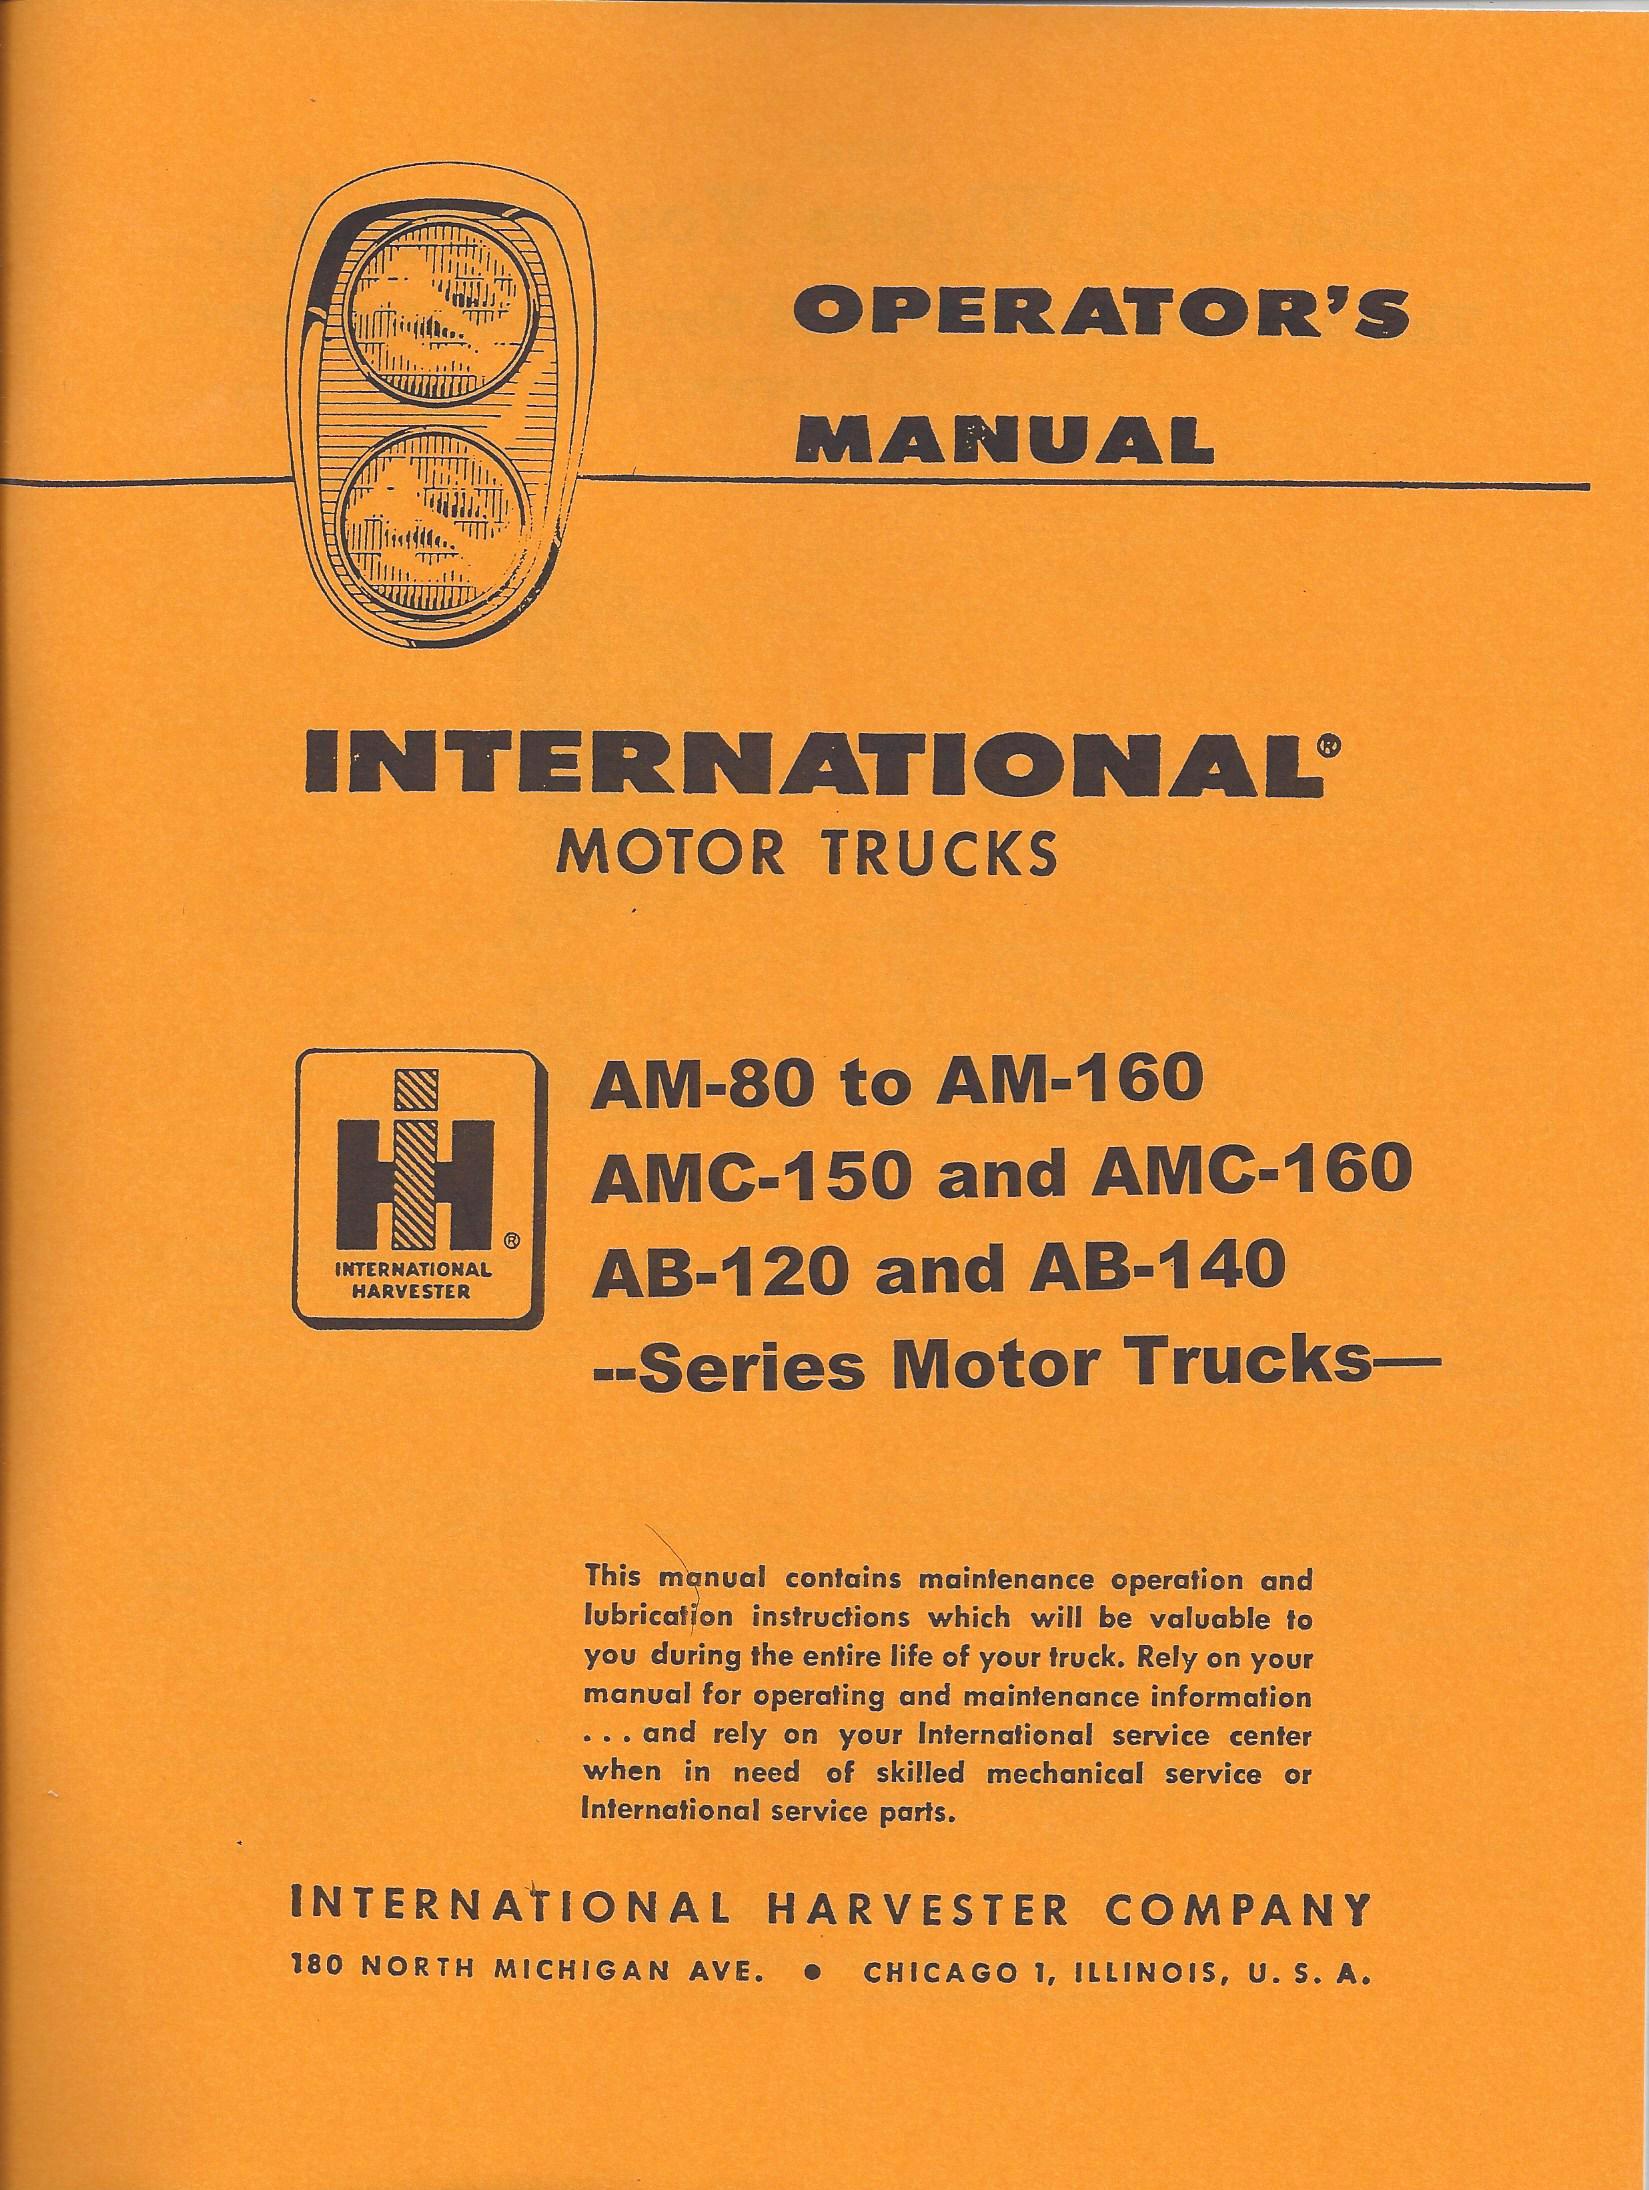 OPERATOR'S
MANUAL
INTERNATIONAL®
MOTOR TRUCKS
IH ®
INTERNATIONAL
HARVESTER
AM-80 to AM-160
AMC-150 and AMC-160
AB-120 and AB-140
--Series Motor Trucks—
This manual contains maintenance operation and
lubrication instructions which will be valuable to
you during the entire life of your truck. Rely on your
manual for operating and maintenance information
. . . and rely on your International service center
when in need of skilled mechanical service or
International service parts.
INTERNATIONAL HARVESTER COMPANY
180 NORTH MICHIGAN AVE. ● CHICAGO 1, ILLINOIS, U. S. A.